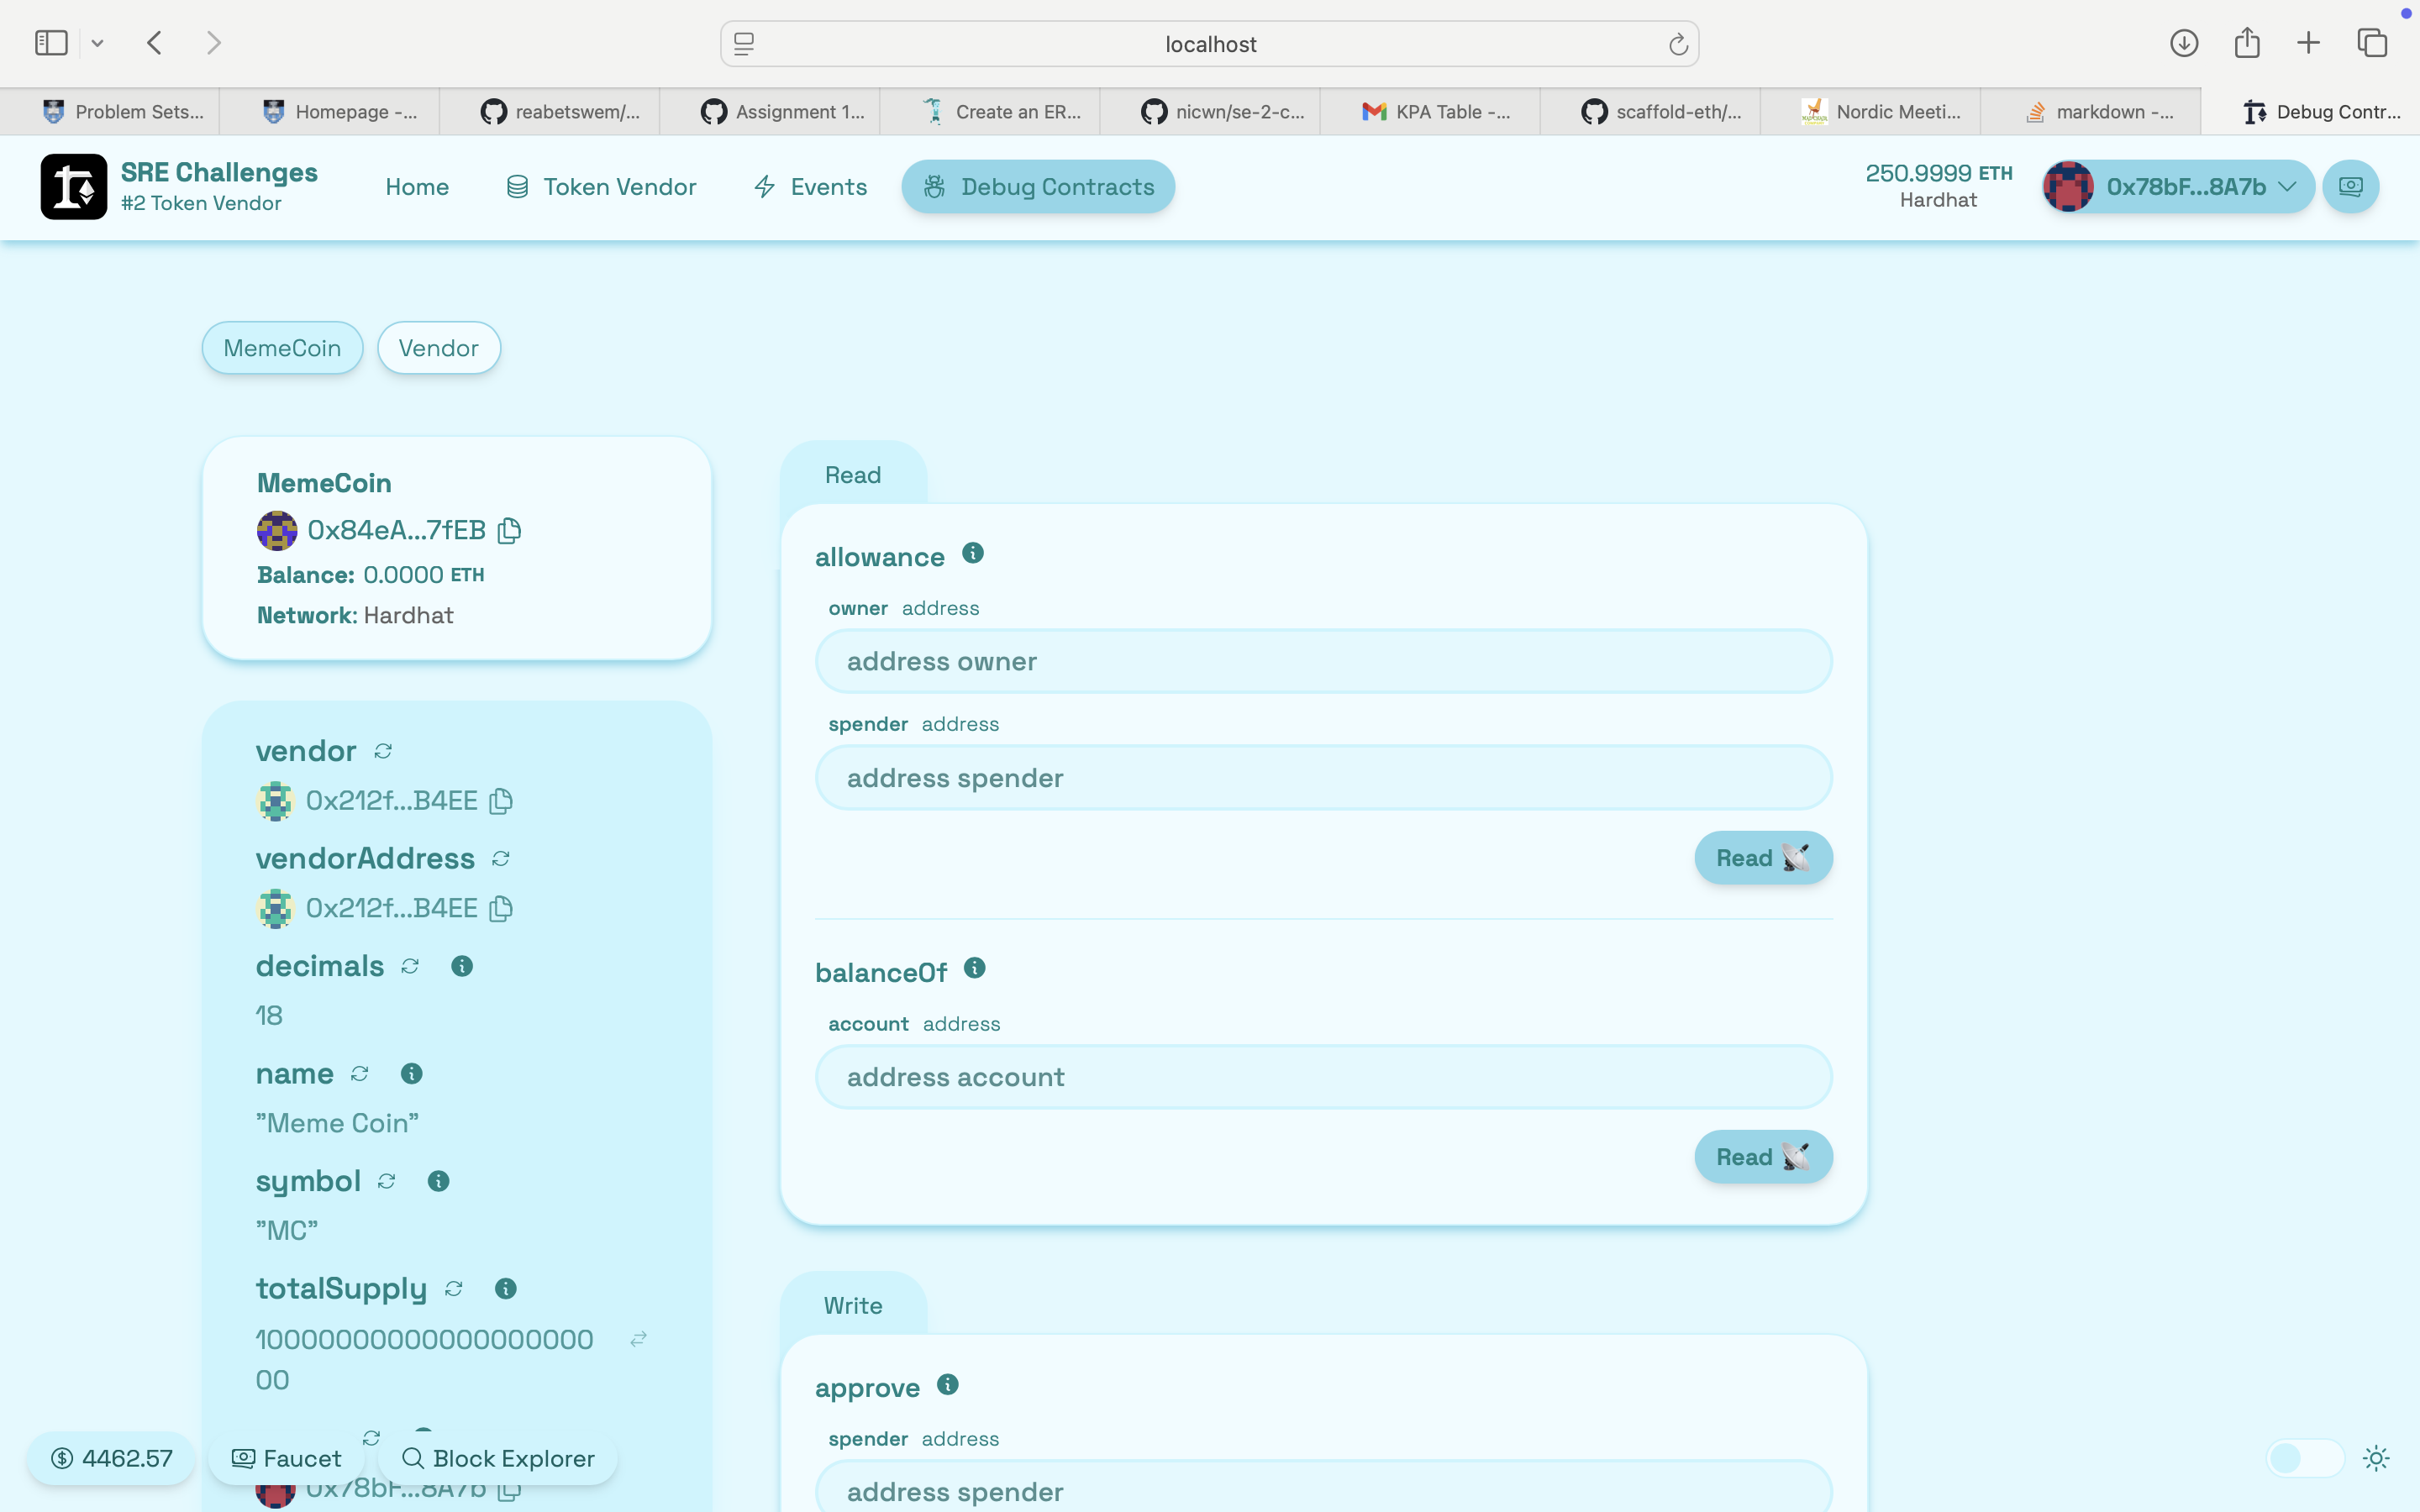 localhost
Problem Sets...
Homepage -...
reabetswem/...
Assignment 1...
Create an ER...
nicwn/se-2-c...
KPA Table -...
scaffold-eth/...
Nordic Meeti...
markdown -...
Debug Contr...
SRE Challenges
#2 Token Vendor
Home
Token Vendor
Events
Debug Contracts
250.9999 ETH
Hardhat
0x78bF...8A7b
MemeCoin
Vendor
MemeCoin
0x84eA...7fEB
Balance: 0.0000 ETH
Network: Hardhat
vendor
0x212f...B4EE
vendorAddress
0x212f...B4EE
decimals
18
name
"Meme Coin"
symbol
"MC"
totalSupply
10000000000000000000
00
0x78bF...8A7b
Read
allowance
owner address
address owner
spender address
address spender
Read
balanceOf
account address
address account
Read
Write
approve
spender address
address spender
4462.57
Faucet
Block Explorer